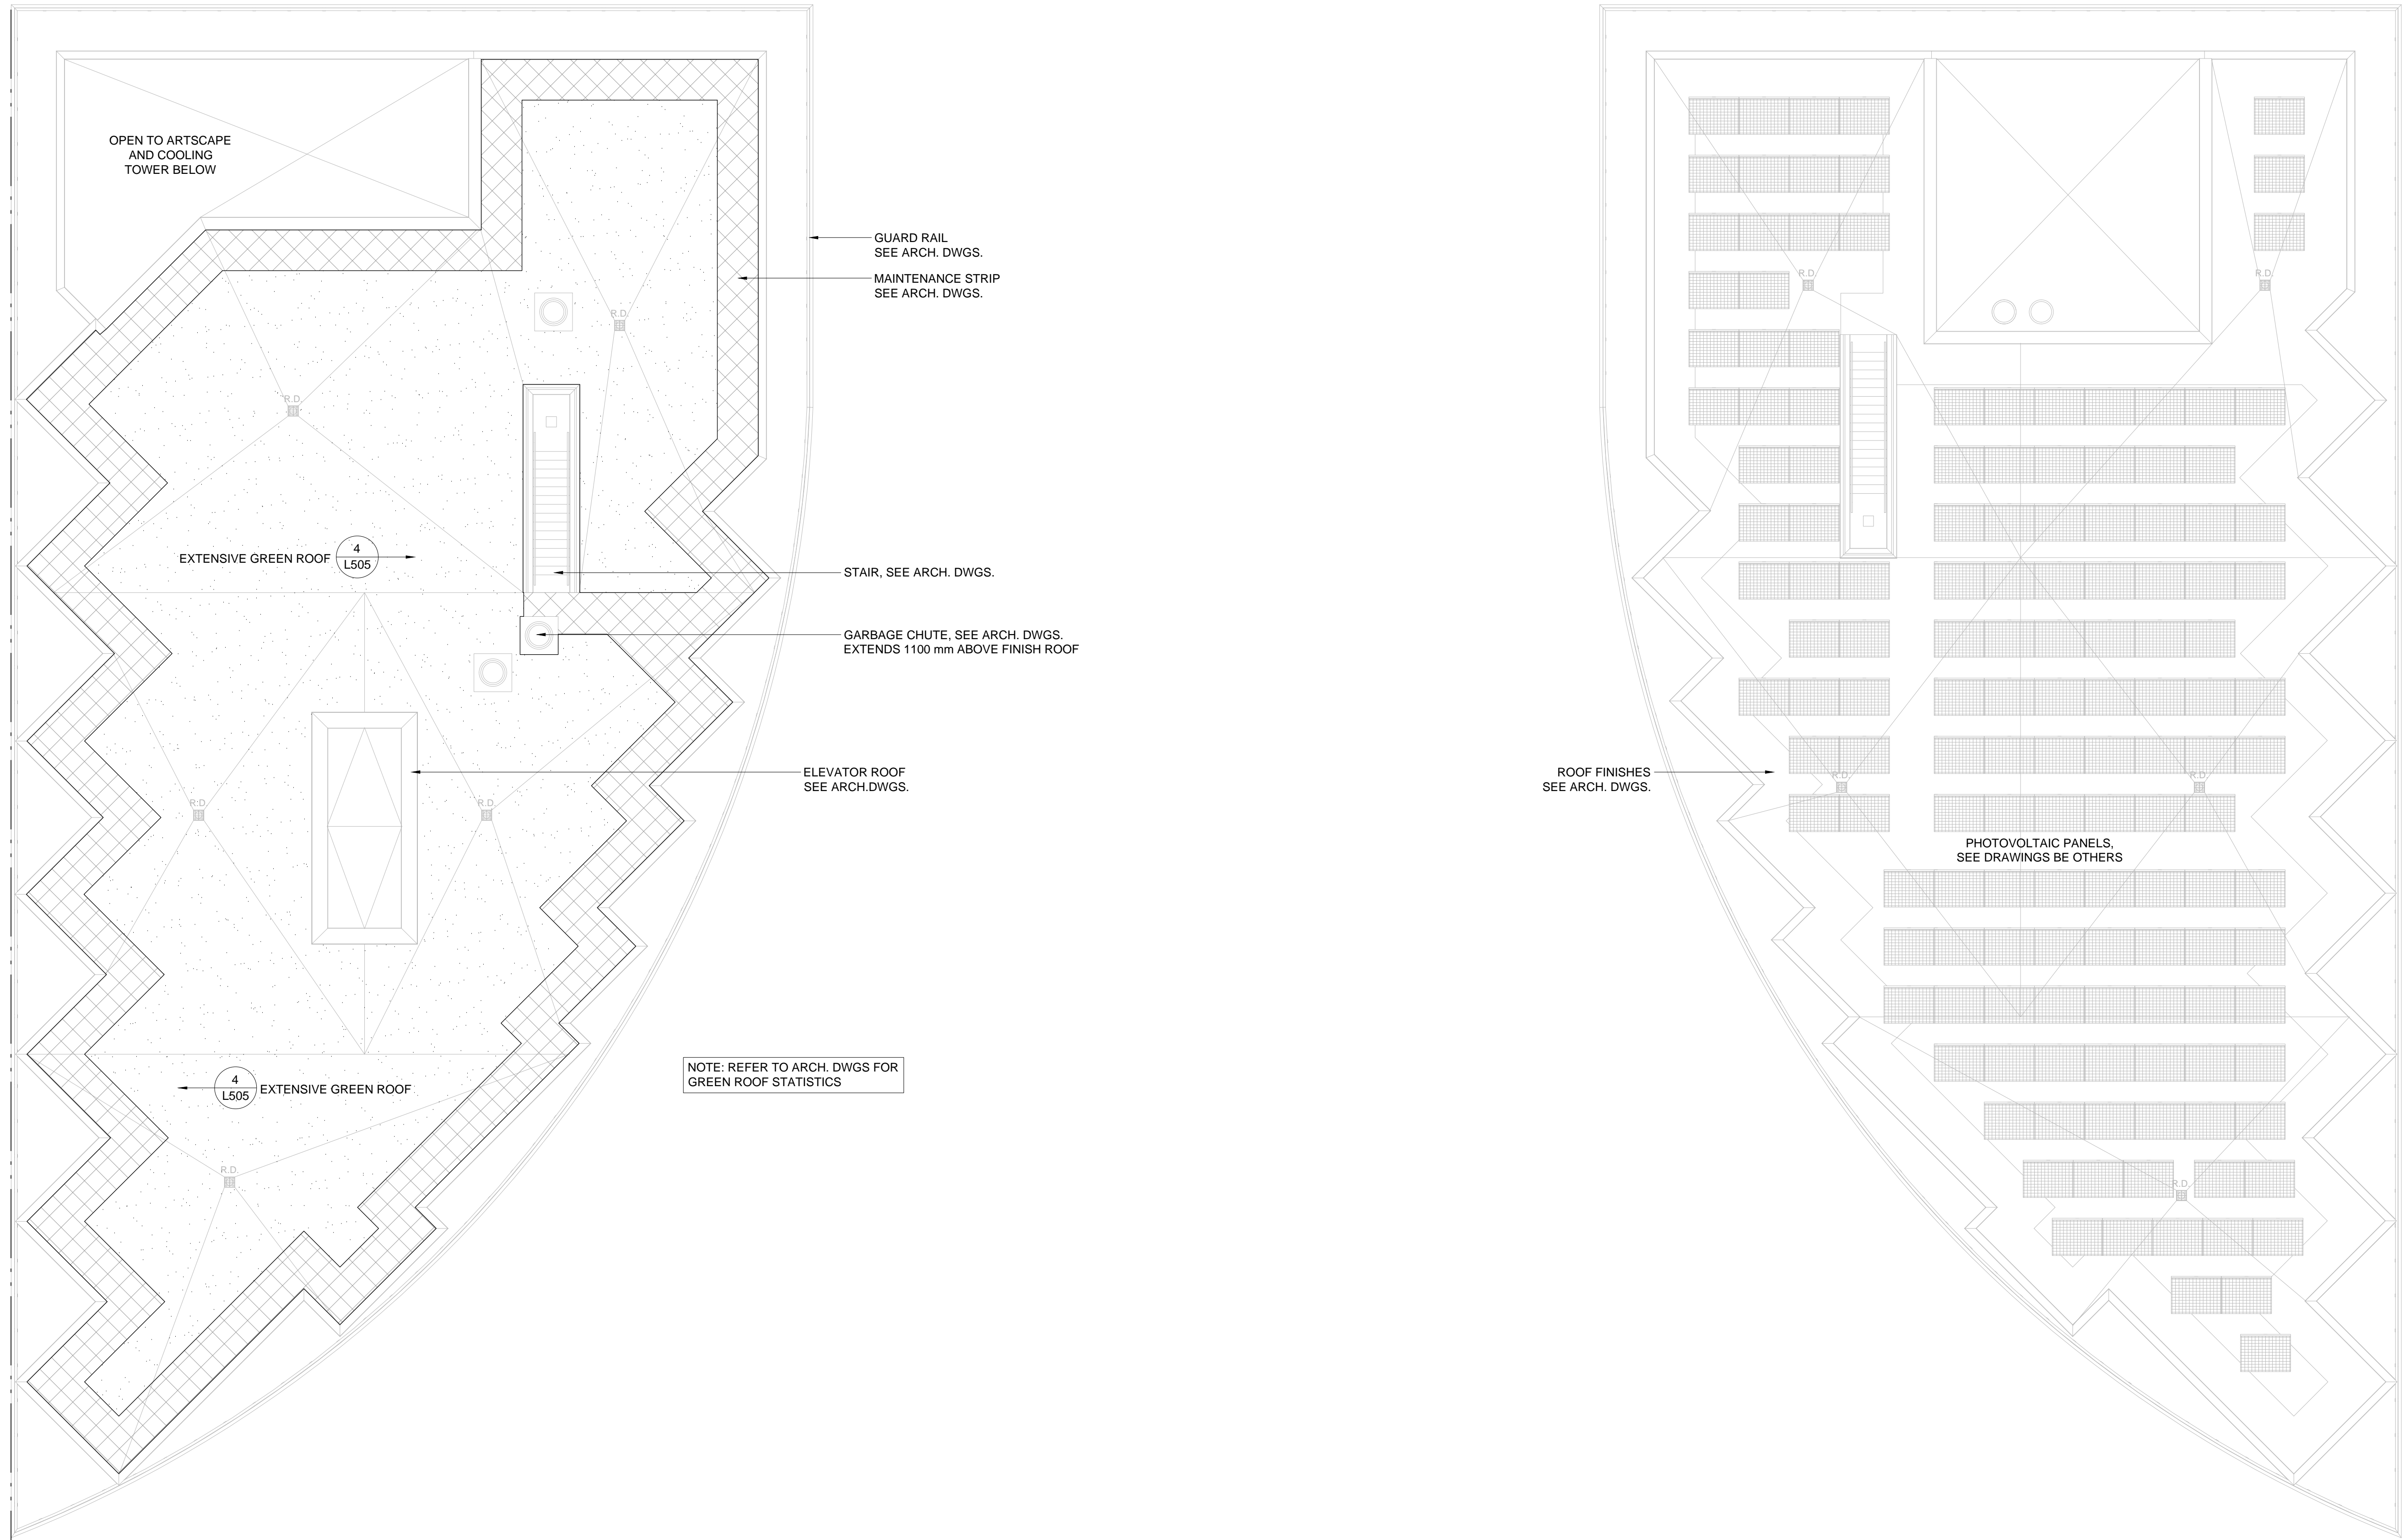 OPEN TO ARTSCAPE
AND COOLING
TOWER BELOW
GUARD RAIL
SEE ARCH. DWGS.
MAINTENANCE STRIP
SEE ARCH. DWGS.
R.D.
R.D.
EXTENSIVE GREEN ROOF
4
L505
STAIR, SEE ARCH. DWGS.
GARBAGE CHUTE, SEE ARCH. DWGS.
EXTENDS 1100 mm ABOVE FINISH ROOF
ELEVATOR ROOF
SEE ARCH.DWGS.
R.D.
R.D.
NOTE: REFER TO ARCH. DWGS FOR
GREEN ROOF STATISTICS
4
L505
EXTENSIVE GREEN ROOF
R.D.
R.D.
R.D.
ROOF FINISHES
SEE ARCH. DWGS.
R.D.
R.D.
PHOTOVOLTAIC PANELS,
SEE DRAWINGS BE OTHERS
R.D.